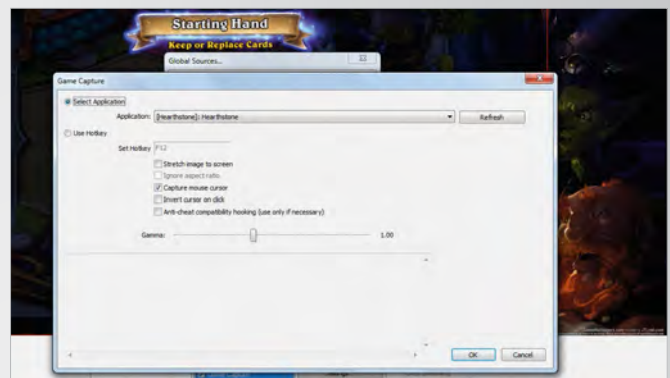 Starting Hand
Keep or Replace Cards
Global Sources...
Game Capture
Select Application
Application: [Hearthstone]: Hearthstone
Refresh
Use Hotkey
Set Hotkey F12
Stretch image to screen
Ignore aspect ratio
Capture mouse cursor
Invert cursor on click
Anti-cheat compatibility hooking (use only if necessary)
Gamma: 1.00
OK Cancel